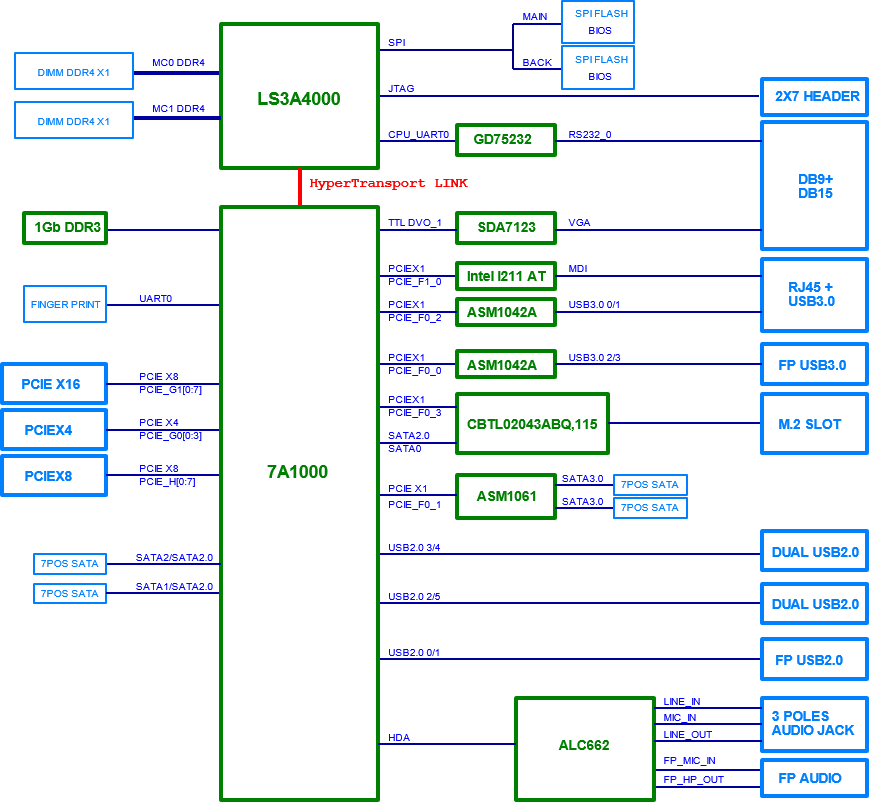 MAIN
SPI FLASH
BIOS
SPI
BACK
SPI FLASH
BIOS
DIMM DDR4 X1
MC0 DDR4
LS3A4000
JTAG
2X7 HEADER
DIMM DDR4 X1
MC1 DDR4
CPU_UART0
GD75232
RS232_0
DB9+
DB15
HyperTransport LINK
1Gb DDR3
TTL DVO_1
SDA7123
VGA
PCIEX1
PCIE_F1_0
Intel I211 AT
MDI
RJ45 +
USB3.0
FINGER PRINT
UART0
PCIEX1
PCIE_F0_2
ASM1042A
USB3.0 0/1
PCIEX1
PCIE_F0_0
ASM1042A
USB3.0 2/3
FP USB3.0
PCIE X16
PCIE X8
PCIE_G1[0:7]
PCIEX1
PCIE_F0_3
CBTL02043ABQ,115
M.2 SLOT
PCIEX4
PCIE X4
PCIE_G0[0:3]
SATA2.0
SATA0
PCIEX8
PCIE X8
PCIE_H[0:7]
7A1000
PCIE X1
PCIE_F0_1
ASM1061
SATA3.0
7POS SATA
SATA3.0
7POS SATA
7POS SATA
SATA2/SATA2.0
USB2.0 3/4
DUAL USB2.0
7POS SATA
SATA1/SATA2.0
USB2.0 2/5
DUAL USB2.0
USB2.0 0/1
FP USB2.0
HDA
ALC662
LINE_IN
MIC_IN
LINE_OUT
3 POLES
AUDIO JACK
FP_MIC_IN
FP_HP_OUT
FP AUDIO